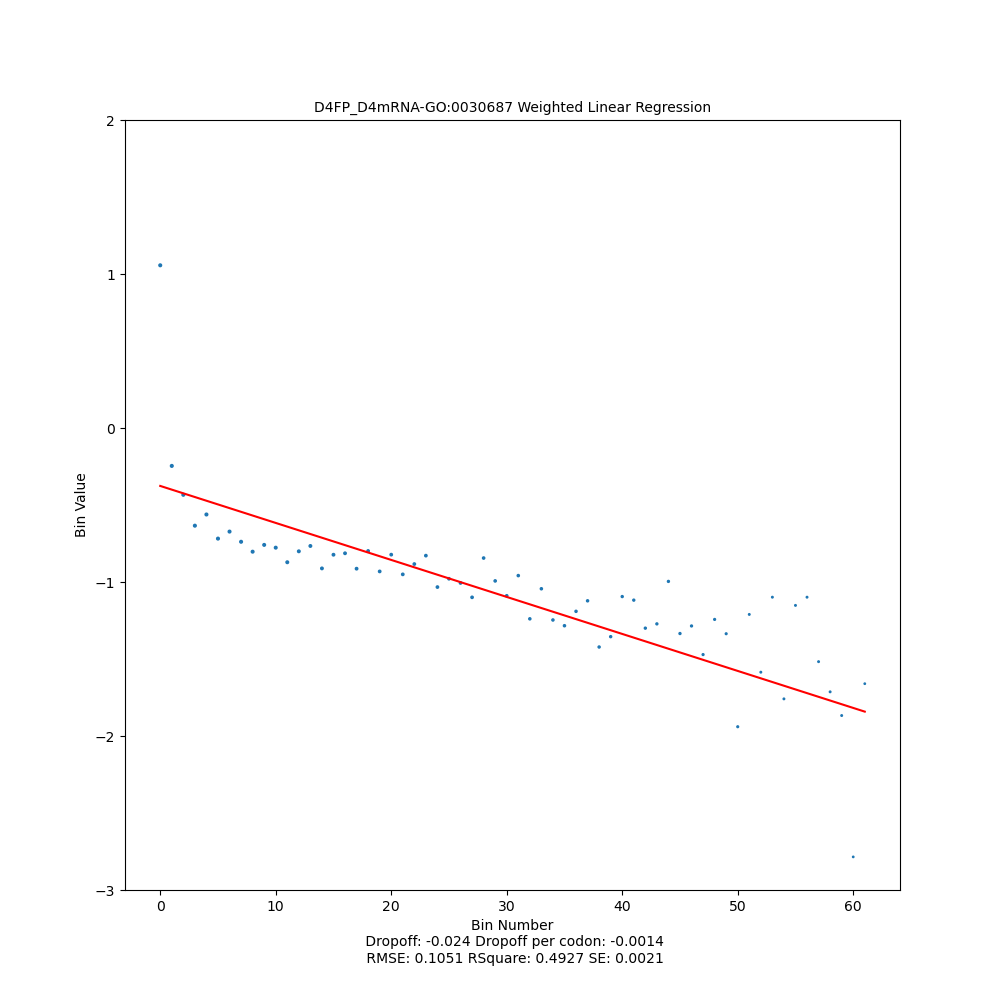 D4FP_D4mRNA-GO:0030687 Weighted Linear Regression
2
1
0
−1
−2
−3
Bin Value
0 10 20 30 40 50 60
Bin Number
Dropoff: -0.024 Dropoff per codon: -0.0014
RMSE: 0.1051 RSquare: 0.4927 SE: 0.0021